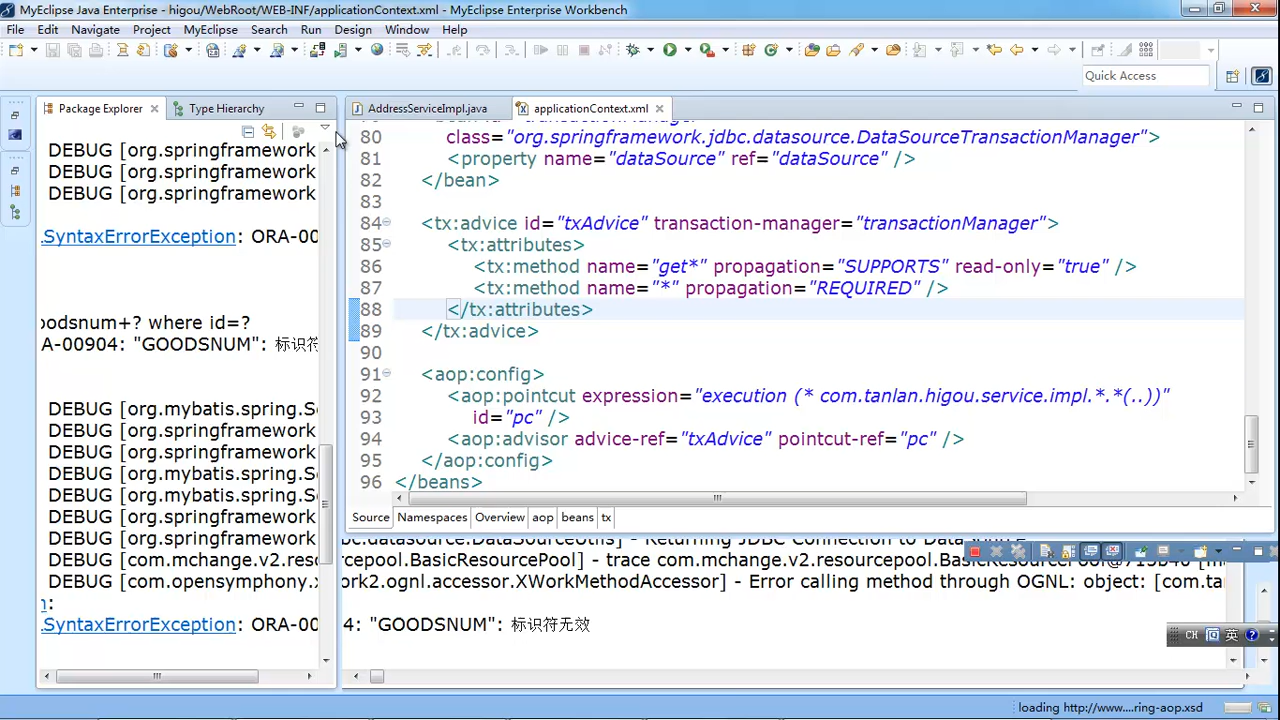 MyEclipse Java Enterprise - higou/WebRoot/WEB-INF/applicationContext.xml - MyEclipse Enterprise Workbench
File Edit Navigate Project MyEclipse Search Run Design Window Help
Quick Access
Package Explorer Type Hierarchy
DEBUG [org.springframework
DEBUG [org.springframework
DEBUG [org.springframework
.SyntaxErrorException: ORA-00
oodsnum+? where id=?
A-00904: "GOODSNUM": 标识符
DEBUG [org.mybatis.spring.S
DEBUG [org.springframework
DEBUG [org.springframework
DEBUG [org.mybatis.spring.S
DEBUG [org.mybatis.spring.S
DEBUG [org.springframework
DEBUG [org.springframework
DEBUG [com.mchange.v2.resourcepool.BasicResourcePool] - trace com.mchange.v2.resourcepool.BasicResourcePool@
DEBUG [com.opensymphony.x
work2.ognl.accessor.XWorkMethodAccessor] - Error calling method through OGNL: object: [com.ta
n:
.SyntaxErrorException: ORA-00
4: "GOODSNUM": 标识符无效
AddressServiceImpl.java applicationContext.xml
80 class="org.springframework.jdbc.datasource.DataSourceTransactionManager">
81 <property name="dataSource" ref="dataSource" />
82 </bean>
83
84 <tx:advice id="txAdvice" transaction-manager="transactionManager">
85 <tx:attributes>
86 <tx:method name="get*" propagation="SUPPORTS" read-only="true" />
87 <tx:method name="*" propagation="REQUIRED" />
88 </tx:attributes>
89 </tx:advice>
90
91 <aop:config>
92 <aop:pointcut expression="execution (* com.tanlan.higou.service.impl.*.*(..))"
93 id="pc" />
94 <aop:advisor advice-ref="txAdvice" pointcut-ref="pc" />
95 </aop:config>
96 </beans>
Source Namespaces Overview aop beans tx
CH 英
loading http://www....ring-aop.xsd